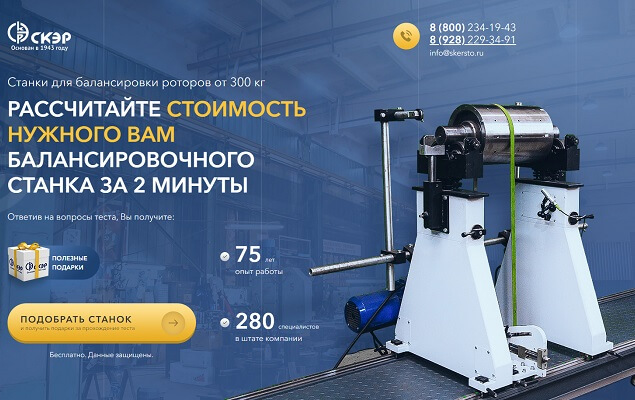 СКЭР
Основан в 1943 году
8 (800) 234-19-43
8 (928) 229-34-91
info@skersto.ru
Станки для балансировки роторов от 300 кг
РАССЧИТАЙТЕ СТОИМОСТЬ
НУЖНОГО ВАМ
БАЛАНСИРОВОЧНОГО
СТАНКА ЗА 2 МИНУТЫ
Ответив на вопросы теста, Вы получите:
СКЭР
ПОЛЕЗНЫЕ
ПОДАРКИ
75 лет
опыт работы
ПОДОБРАТЬ СТАНОК
и получить подарки за прохождение теста
280 специалистов
в штате компании
Бесплатно. Данные защищены.